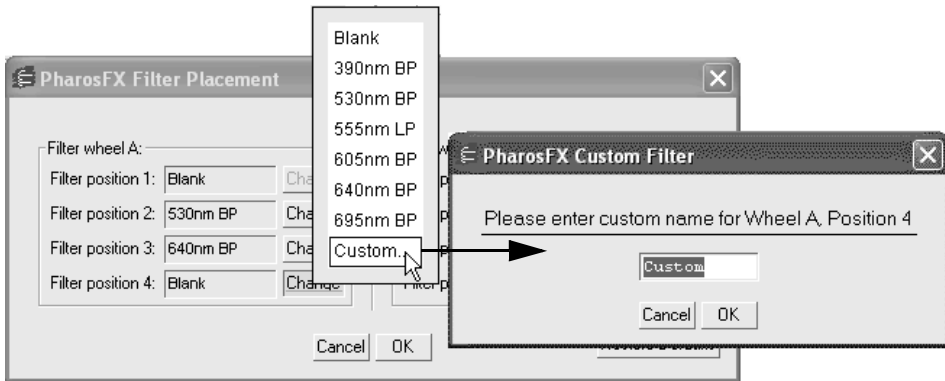 Blank
390nm BP
530nm BP
555nm LP
605nm BP
640nm BP
695nm BP
Custom...
PharosFX Filter Placement
Filter wheel A:
Filter position 1: Blank
Filter position 2: 530nm BP
Filter position 3: 640nm BP
Filter position 4: Blank Change
Cancel OK
PharosFX Custom Filter
Please enter custom name for Wheel A, Position 4
Custom
Cancel OK